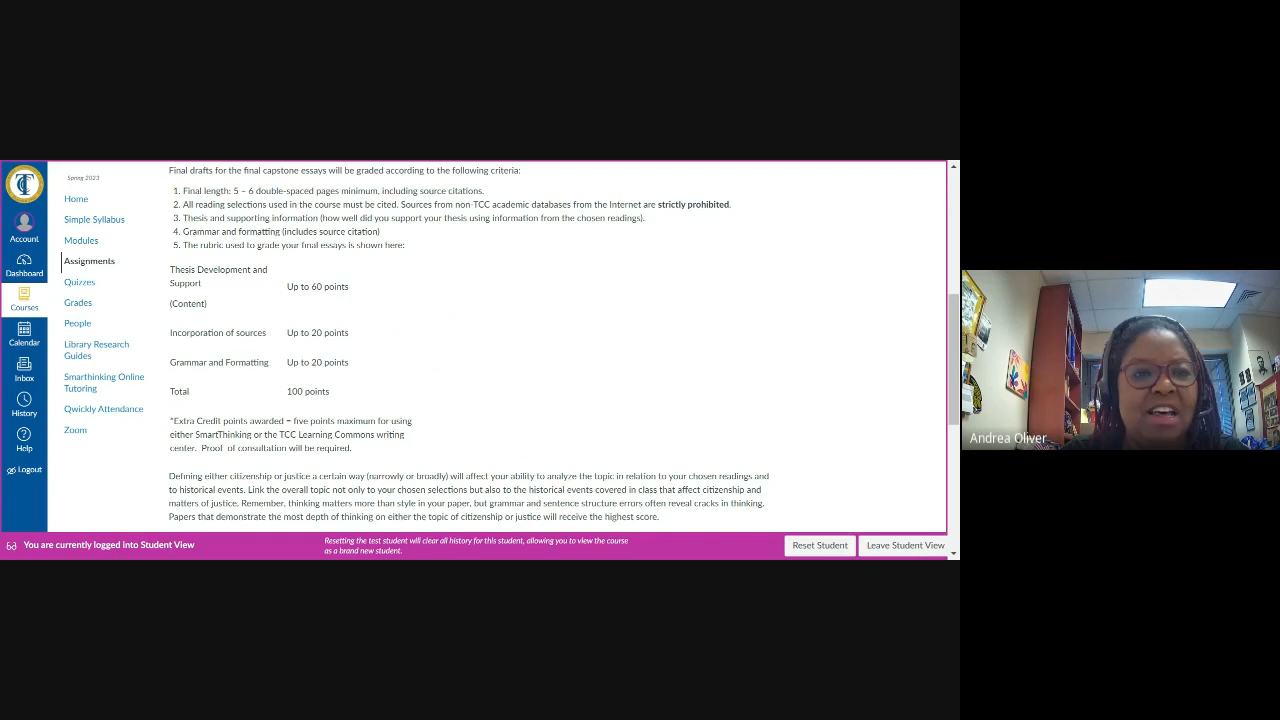 Final drafts for the final capstone essays will be graded according to the following criteria:
1. Final length: 5 – 6 double-spaced pages minimum, including source citations.
2. All reading selections used in the course must be cited. Sources from non-TCC academic databases from the Internet are strictly prohibited.
3. Thesis and supporting information (how well did you support your thesis using information from the chosen readings).
4. Grammar and formatting (includes source citation)
5. The rubric used to grade your final essays is shown here:
Thesis Development and
Support
(Content)
Up to 60 points
Incorporation of sources Up to 20 points
Grammar and Formatting Up to 20 points
Total 100 points
*Extra Credit points awarded = five points maximum for using
either SmartThinking or the TCC Learning Commons writing
center. Proof of consultation will be required.
Defining either citizenship or justice a certain way (narrowly or broadly) will affect your ability to analyze the topic in relation to your chosen readings and
to historical events. Link the overall topic not only to your chosen selections but also to the historical events covered in class that affect citizenship and
matters of justice. Remember, thinking matters more than style in your paper, but grammar and sentence structure errors often reveal cracks in thinking.
Papers that demonstrate the most depth of thinking on either the topic of citizenship or justice will receive the highest score.
Spring 2023
Home
Simple Syllabus
Modules
Assignments
Quizzes
Grades
People
Library Research
Guides
Smarthinking Online
Tutoring
Qwickly Attendance
Zoom
Account
Dashboard
Courses
Calendar
Inbox
History
Help
Logout
You are currently logged into Student View
Resetting the test student will clear all history for this student, allowing you to view the course
as a brand new student.
Reset Student
Leave Student View
Andrea Oliver